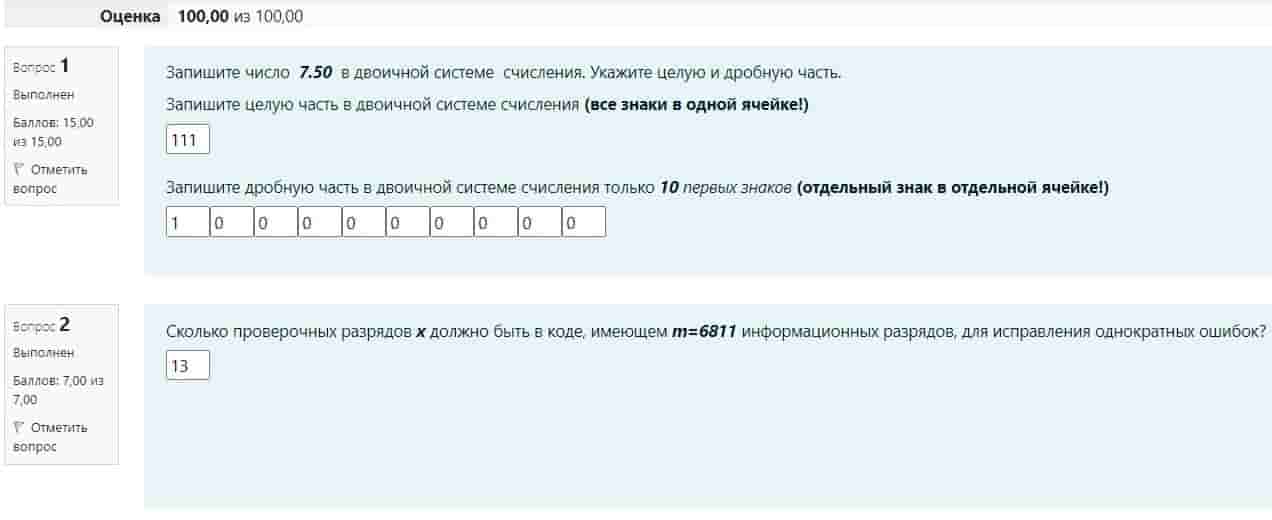 Оценка 100,00 из 100,00
Вопрос 1
Выполнен
Баллов: 15,00
из 15,00
Отметить
вопрос
Запишите число 7.50 в двоичной системе счисления. Укажите целую и дробную часть.
Запишите целую часть в двоичной системе счисления (все знаки в одной ячейке!)
111
Запишите дробную часть в двоичной системе счисления только 10 первых знаков (отдельный знак в отдельной ячейке!)
1 0 0 0 0 0 0 0 0 0
Вопрос 2
Выполнен
Баллов: 7,00 из
7,00
Отметить
вопрос
Сколько проверочных разрядов x должно быть в коде, имеющем m=6811 информационных разрядов, для исправления однократных ошибок?
13